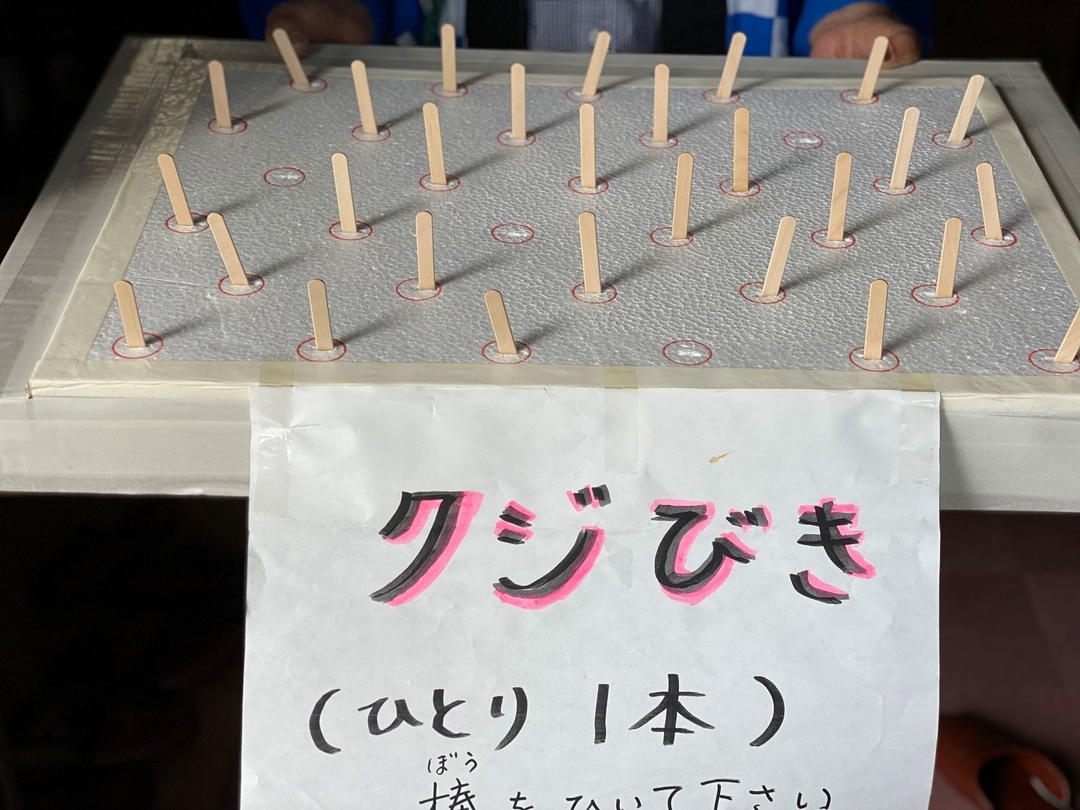 クジびき
(ひとり1本)
ぼう
棒をひいて下さい